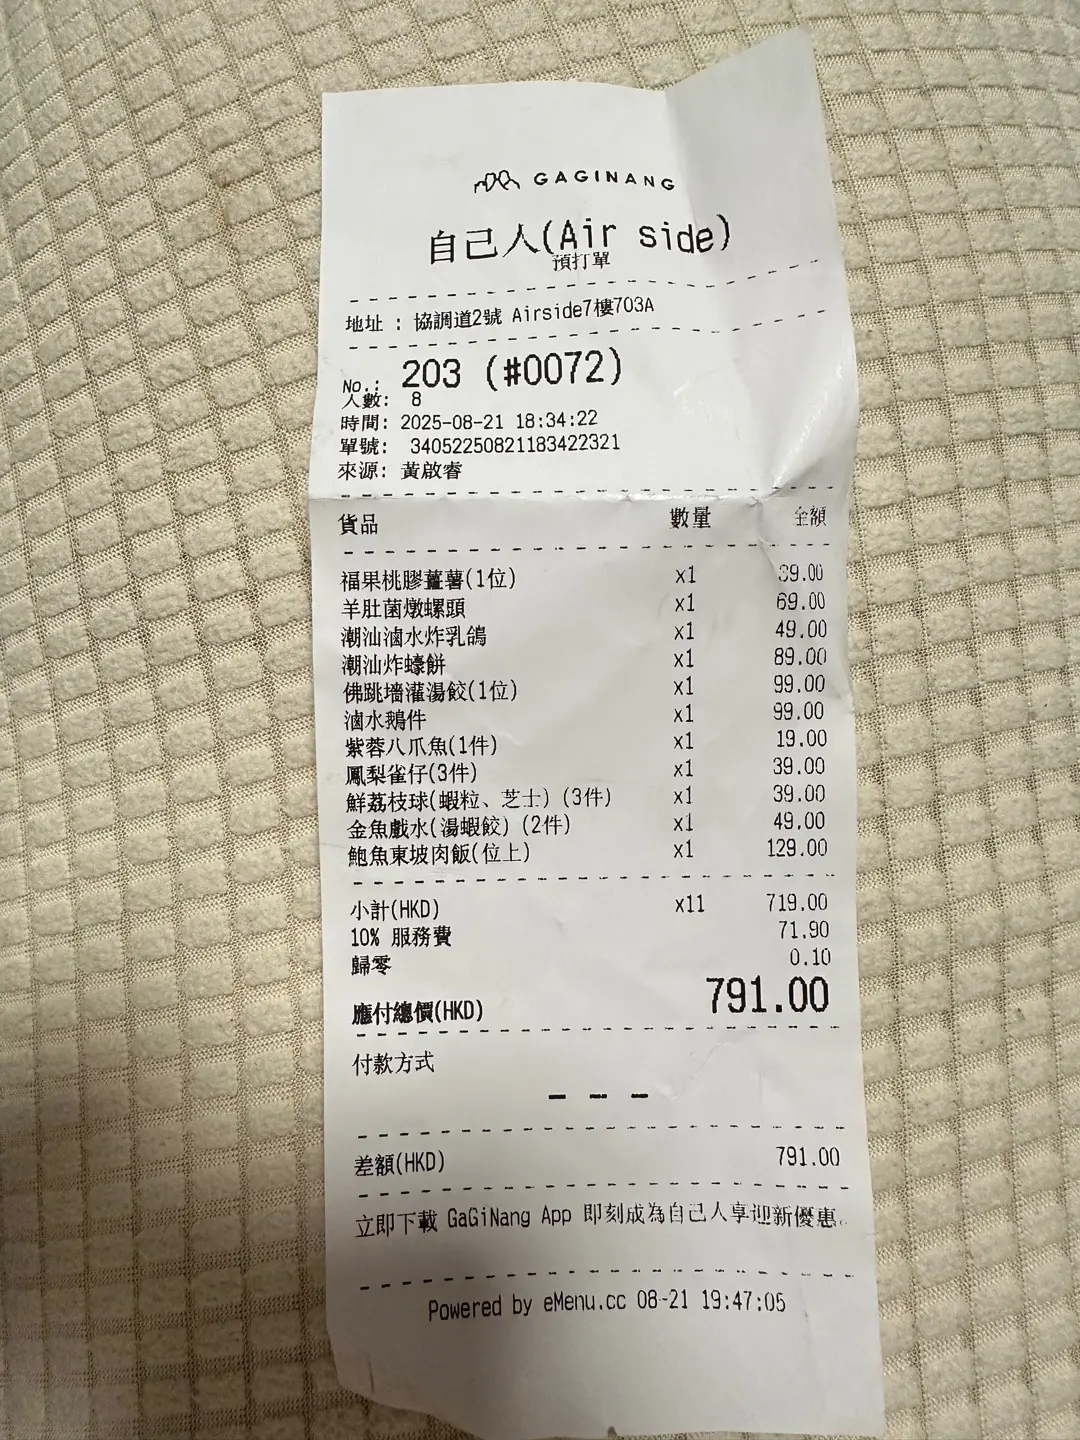 GAGINANG
自己人(Air side)
預打單
地址 : 協調道2號 Airside7樓703A
No.: 203 (#0072)
人數: 8
時間: 2025-08-21 18:34:22
單號: 34052250821183422321
來源: 黃啟睿
貨品 數量 金額
福果桃膠薑薯(1位) x1 39.00
羊肚菌燉螺頭 x1 69.00
潮汕滷水炸乳鴿 x1 49.00
潮汕炸蠔餅 x1 89.00
佛跳墻灌湯餃(1位) x1 99.00
滷水鵝件 x1 99.00
紫蓉八爪魚(1件) x1 19.00
鳳梨雀仔(3件) x1 39.00
鮮荔枝球(蝦粒、芝士) (3件) x1 39.00
金魚戲水(湯蝦餃) (2件) x1 49.00
鮑魚東坡肉飯(位上) x1 129.00
小計(HKD) x11 719.00
10% 服務費 71.90
歸零 0.10
應付總價(HKD) 791.00
付款方式
– – –
差額(HKD) 791.00
立即下載 GaGiNang App 即刻成為自己人享迎新優惠。
Powered by eMenu.cc 08-21 19:47:05